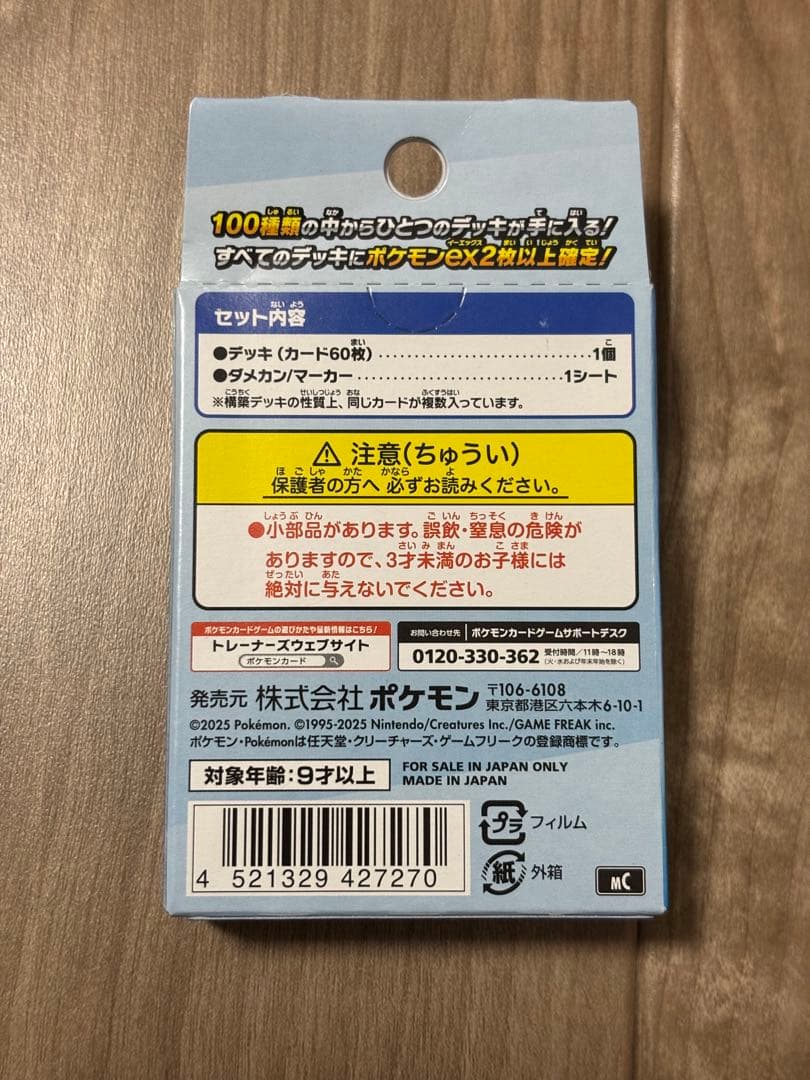 100種類の中からひとつのデッキが手に入る!
すべてのデッキにポケモンex2枚以上確定!
セット内容
●デッキ(カード60枚)‥‥‥‥‥‥‥‥‥‥1個
●ダメカン/マーカー‥‥‥‥‥‥‥‥‥‥1シート
※構築デッキの性質上、同じカードが複数入っています。
⚠ 注意(ちゅうい)
保護者の方へ 必ずお読みください。
●小部品があります。誤飲・窒息の危険が
ありますので、3才未満のお子様には
絶対に与えないでください。
ポケモンカードゲームの遊びかたや最新情報はこちら!
トレーナーズウェブサイト
ポケモンカード
お問い合わせ先 ポケモンカードゲームサポートデスク
0120-330-362 受付時間/11時〜18時
(火・水および年末年始を除く)
発売元 株式会社 ポケモン 〒106-6108
東京都港区六本木6-10-1
©2025 Pokémon. ©1995-2025 Nintendo/Creatures Inc./GAME FREAK inc.
ポケモン・Pokémonは任天堂・クリーチャーズ・ゲームフリークの登録商標です。
対象年齢:9才以上
FOR SALE IN JAPAN ONLY
MADE IN JAPAN
4 521329 427270
プラ フィルム
紙 外箱
MC